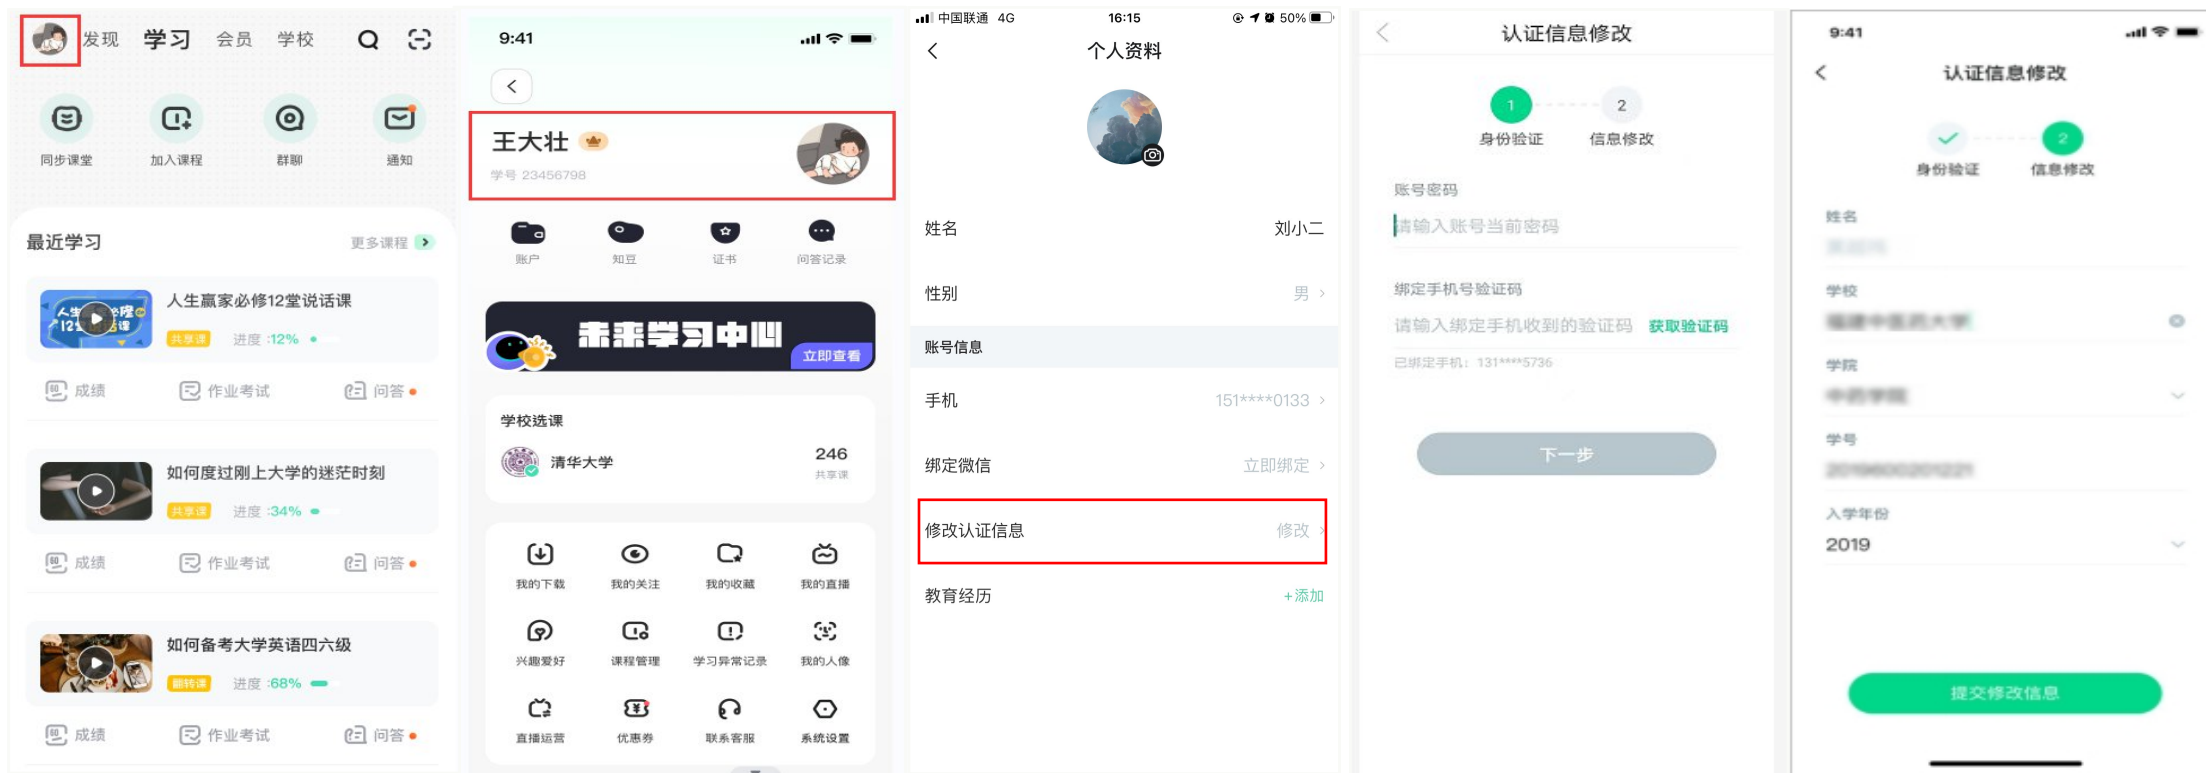 发现 学习 会员 学校
同步课堂 加入课程 群聊 通知
最近学习 更多课程
人生赢家必修12堂说话课
共享课 进度:12%
成绩 作业考试 问答
如何度过刚上大学的迷茫时刻
共享课 进度:34%
成绩 作业考试 问答
如何备考大学英语四六级
翻转课 进度:68%
成绩 作业考试 问答
9:41
王大壮
学号 23456798
账户 知豆 证书 问答记录
未来学习中心
立即查看
学校选课
清华大学
246
共享课
我的下载 我的关注 我的收藏 我的直播
兴趣爱好 课程管理 学习异常记录 我的人像
直播运营 优惠券 联系客服 系统设置
中国联通 4G 16:15 50%
个人资料
姓名 刘小二
性别 男
账号信息
手机 151****0133
绑定微信 立即绑定
修改认证信息 修改
教育经历 +添加
认证信息修改
1 2
身份验证 信息修改
账号密码
请输入账号当前密码
绑定手机号验证码
请输入绑定手机收到的验证码 获取验证码
已绑定手机：131****5736
下一步
9:41
认证信息修改
2
身份验证 信息修改
姓名
学校
福建中医药大学
学院
中药学院
学号
入学年份
2019
提交修改信息